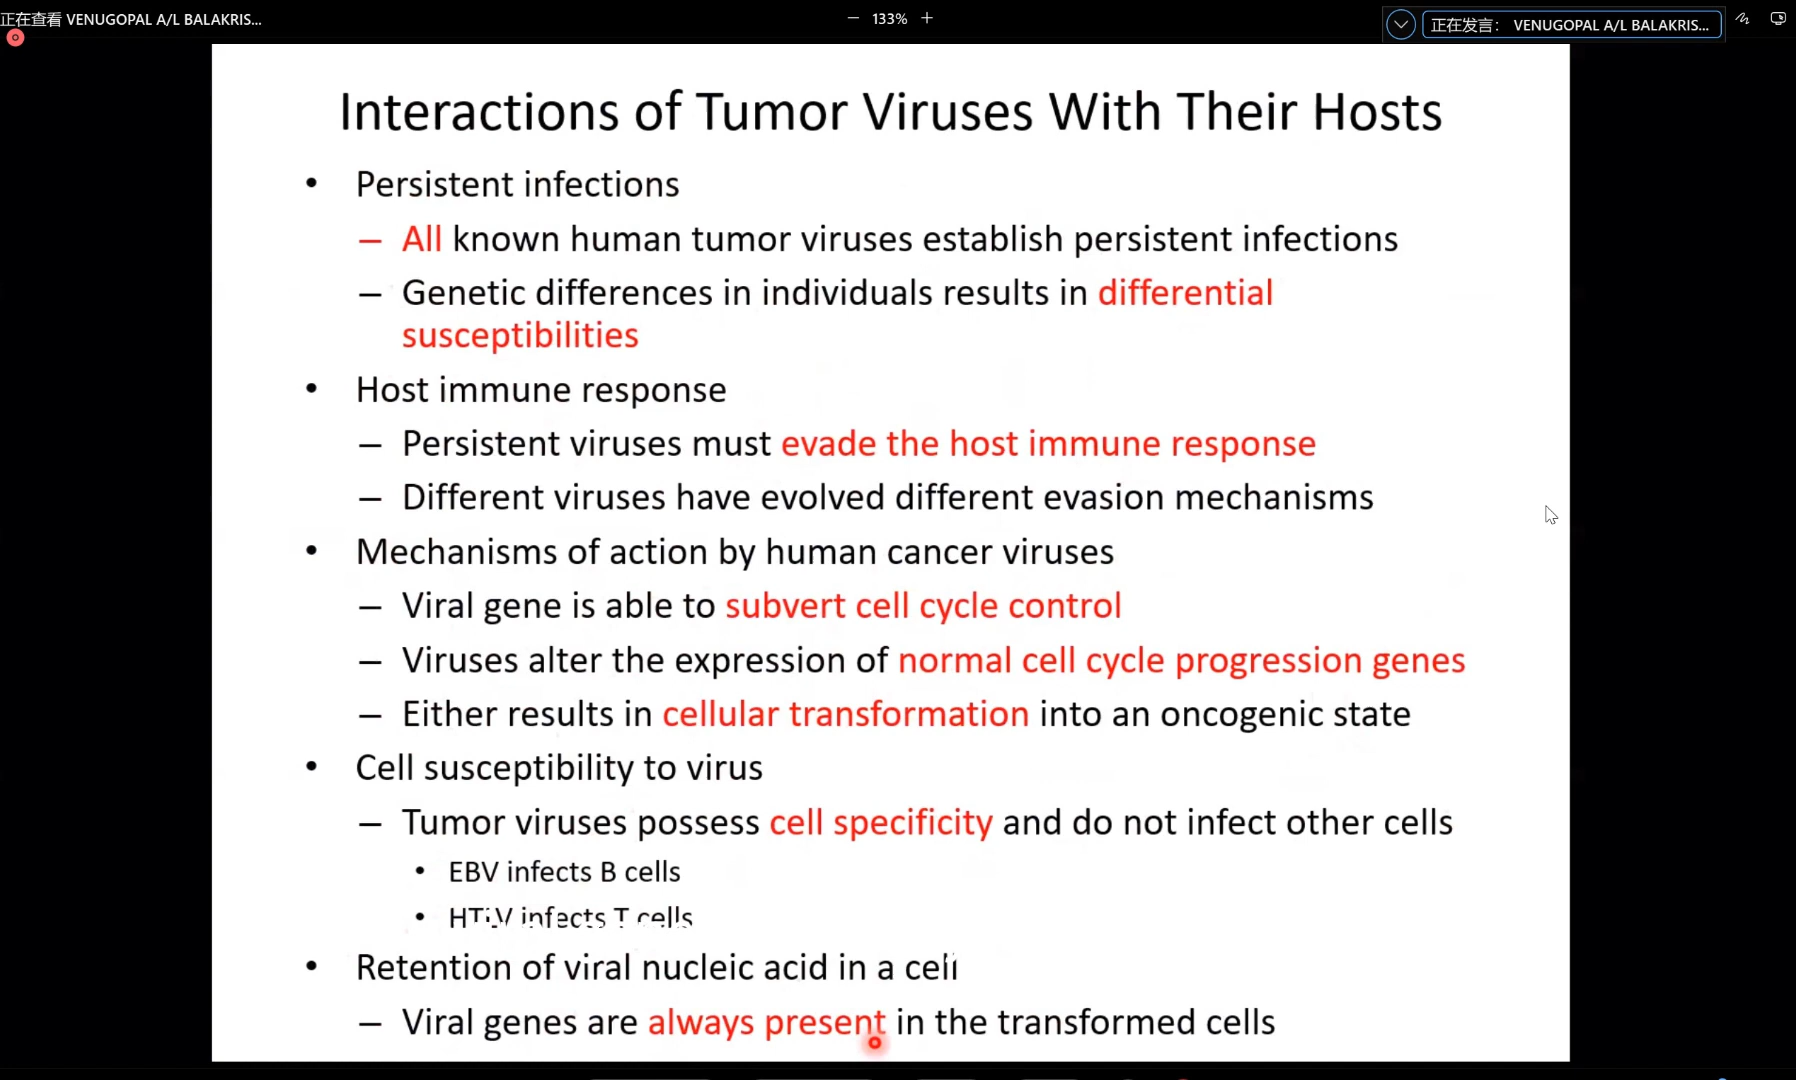 正在查看 VENUGOPAL A/L BALAKRIS...
133%
正在发言: VENUGOPAL A/L BALAKRIS...
Interactions of Tumor Viruses With Their Hosts
• Persistent infections
– All known human tumor viruses establish persistent infections
– Genetic differences in individuals results in differential
susceptibilities
• Host immune response
– Persistent viruses must evade the host immune response
– Different viruses have evolved different evasion mechanisms
• Mechanisms of action by human cancer viruses
– Viral gene is able to subvert cell cycle control
– Viruses alter the expression of normal cell cycle progression genes
– Either results in cellular transformation into an oncogenic state
• Cell susceptibility to virus
– Tumor viruses possess cell specificity and do not infect other cells
• EBV infects B cells
• HTLV infects T cells
• Retention of viral nucleic acid in a cell
– Viral genes are always present in the transformed cells